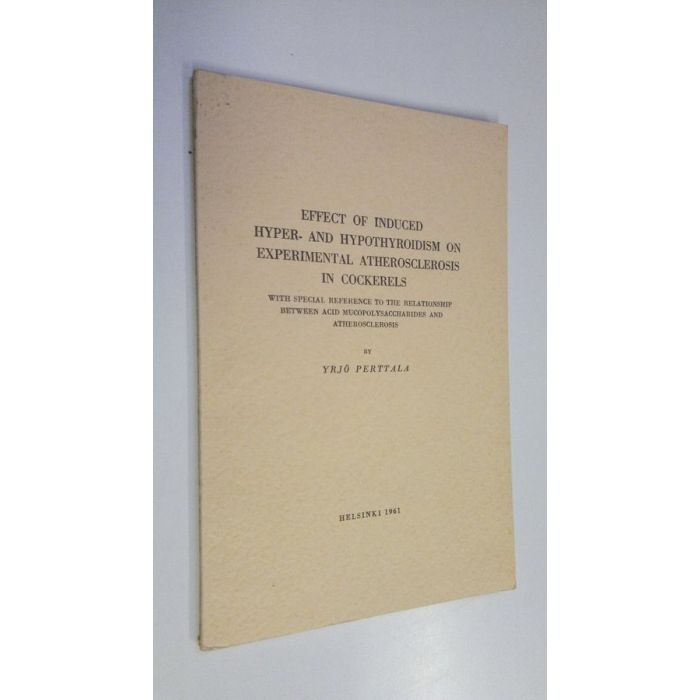 EFFECT OF INDUCED
HYPER- AND HYPOTHYROIDISM ON
EXPERIMENTAL ATHEROSCLEROSIS
IN COCKERELS
WITH SPECIAL REFERENCE TO THE RELATIONSHIP
BETWEEN ACID MUCOPOLYSACCHARIDES AND
ATHEROSCLEROSIS
BY
YRJÖ PERTTALA
HELSINKI 1961